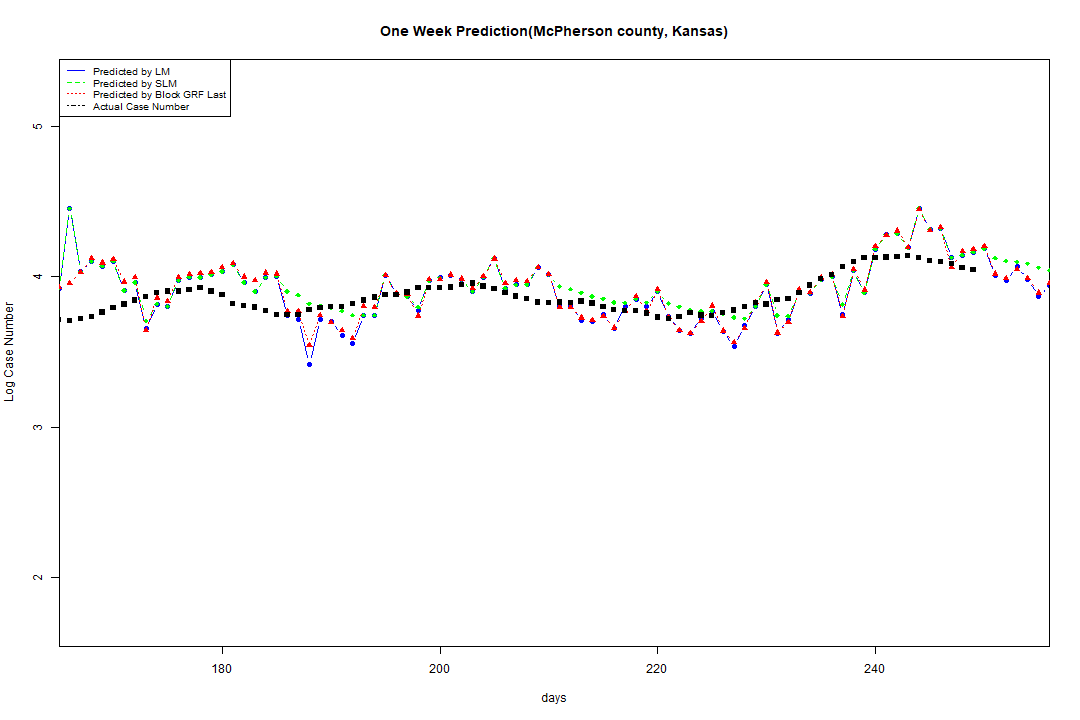 One Week Prediction(McPherson county, Kansas)
Predicted by LM
Predicted by SLM
Predicted by Block GRF Last
Actual Case Number
5
4
3
2
Log Case Number
180
200
220
240
days